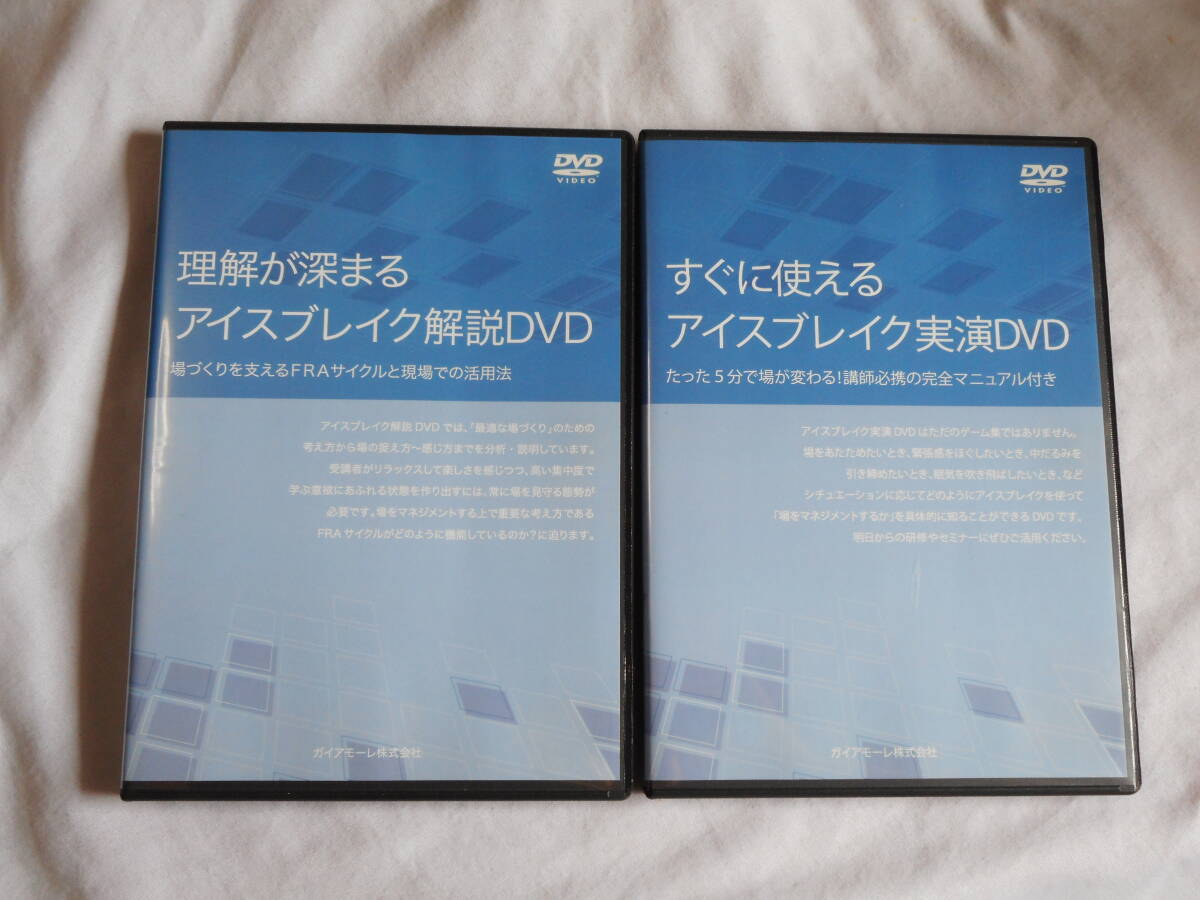 DVD
VIDEO
理解が深まる
アイスブレイク解説DVD
場づくりを支えるFRAサイクルと現場での活用法
アイスブレイク解説DVDでは、「最適な場づくり」のための
考え方から場の捉え方〜感じ方までを分析・説明しています。
受講者がリラックスして楽しさを感じつつ、高い集中度で
学ぶ意欲にあふれる状態を作り出すには、常に場を見守る態勢が
必要です。場をマネジメントする上で重要な考え方である
FRAサイクルがどのように機能しているのか?に迫ります。
ガイアモーレ株式会社
DVD
VIDEO
すぐに使える
アイスブレイク実演DVD
たった5分で場が変わる!講師必携の完全マニュアル付き
アイスブレイク実演DVDはただのゲーム集ではありません。
場をあたためたいとき、緊張感をほぐしたいとき、中だるみを
引き締めたいとき、眠気を吹き飛ばしたいとき、など
シチュエーションに応じてどのようにアイスブレイクを使って
「場をマネジメントするか」を具体的に知ることができるDVDです。
明日からの研修やセミナーにぜひご活用ください。
ガイアモーレ株式会社